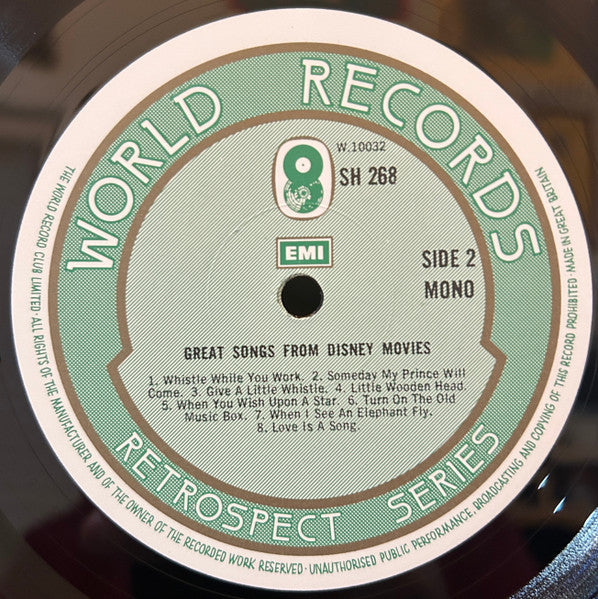 WORLD RECORDS
W.10032
SH 268
EMI
SIDE 2
MONO
GREAT SONGS FROM DISNEY MOVIES
1. Whistle While You Work. 2. Someday My Prince Will
Come. 3. Give A Little Whistle. 4. Little Wooden Head.
5. When You Wish Upon A Star. 6. Turn On The Old
Music Box. 7. When I See An Elephant Fly.
8. Love Is A Song.
RETROSPECT SERIES
THE WORLD RECORD CLUB LIMITED·ALL RIGHTS OF THE MANUFACTURER AND OF THE OWNER OF THE RECORDED WORK RESERVED·UNAUTHORISED PUBLIC PERFORMANCE, BROADCASTING AND COPYING OF THIS RECORD PROHIBITED·MADE IN GREAT BRITAIN